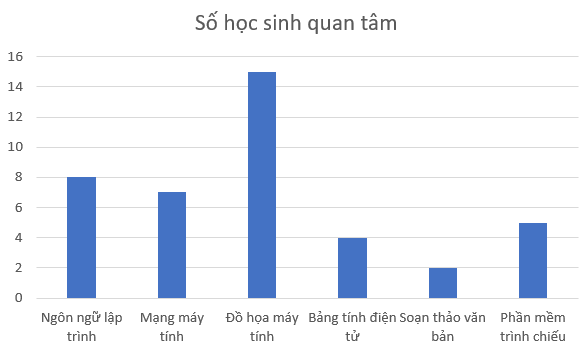 Số học sinh quan tâm
16
14
12
10
8
6
4
2
0
Ngôn ngữ lập
trình
Mạng máy
tính
Đồ họa máy
tính
Bảng tính điện
tử
Soạn thảo văn
bản
Phần mềm
trình chiếu